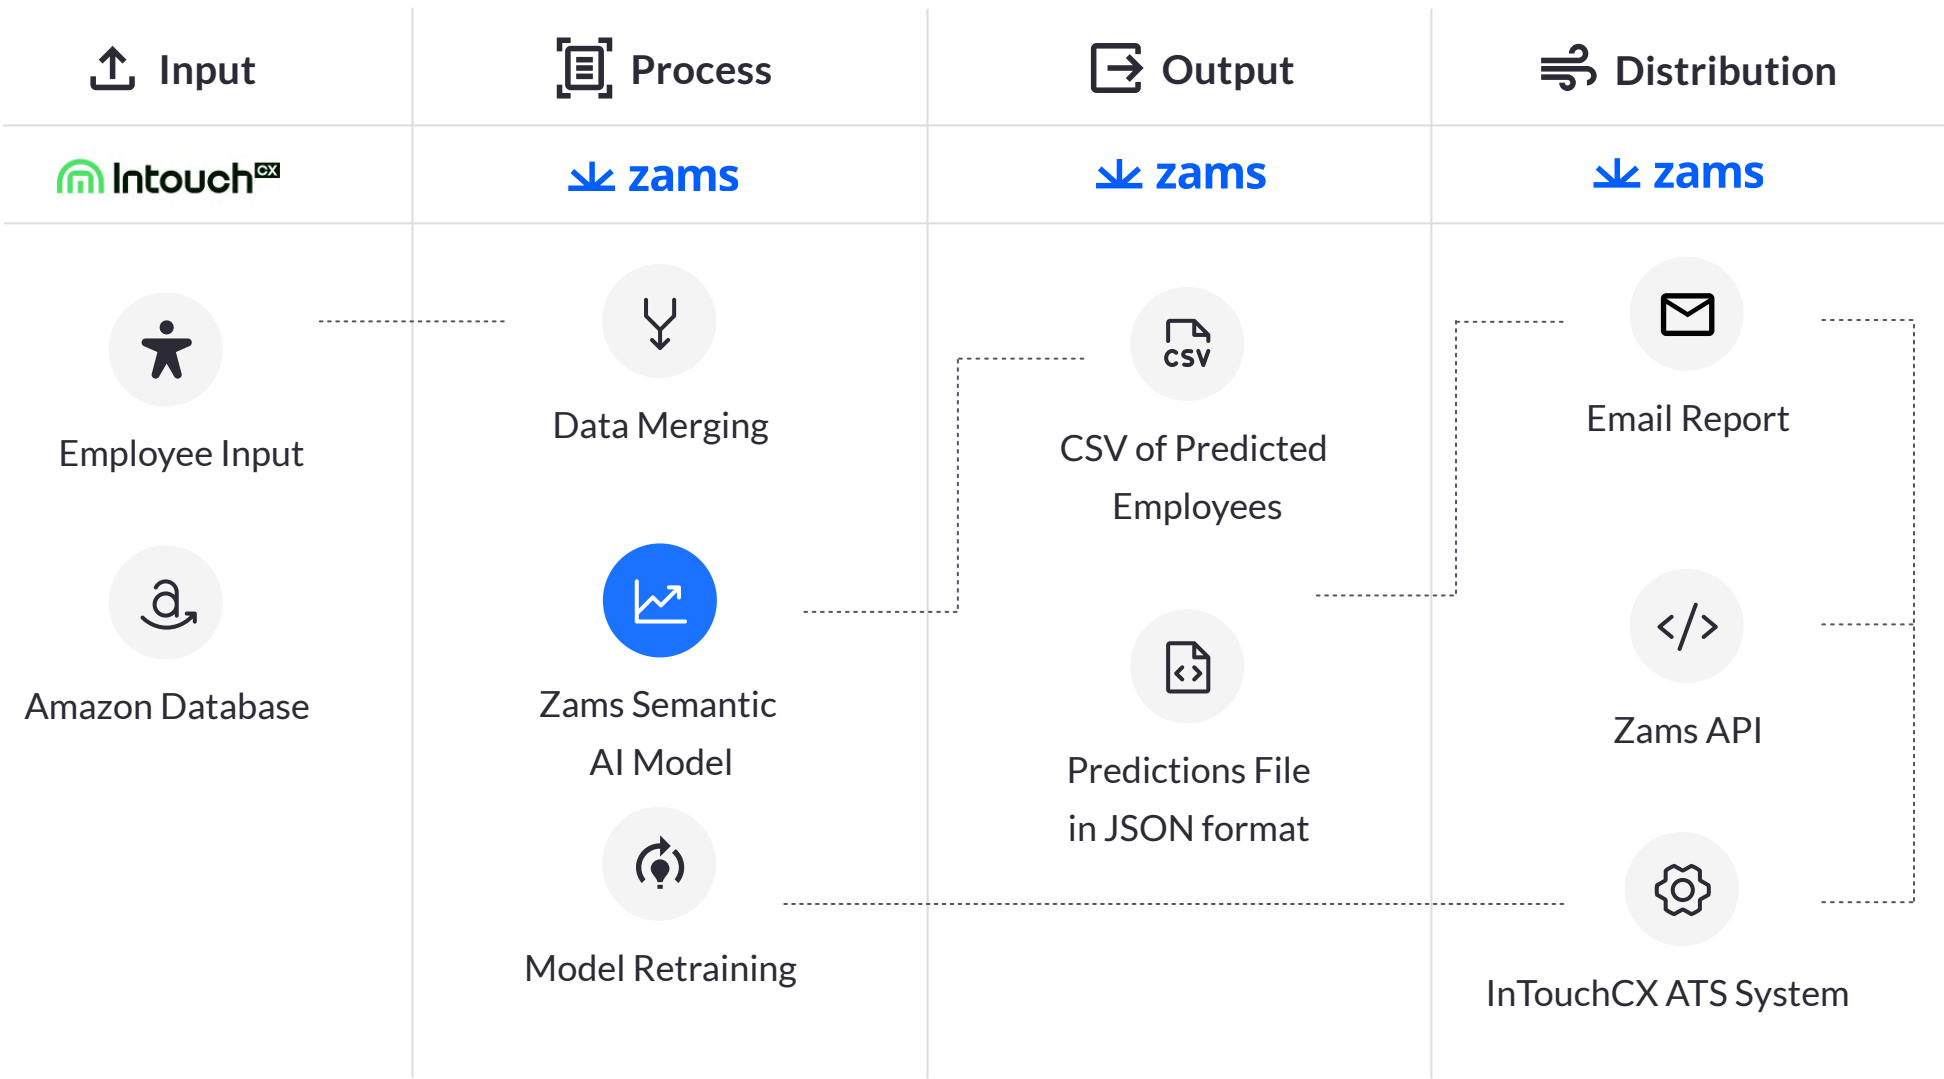 Input
Process
Output
Distribution
Intouch CX
zams
zams
zams
Employee Input
Amazon Database
Data Merging
Zams Semantic
AI Model
Model Retraining
CSV
CSV of Predicted
Employees
Predictions File
in JSON format
Email Report
</>
Zams API
InTouchCX ATS System